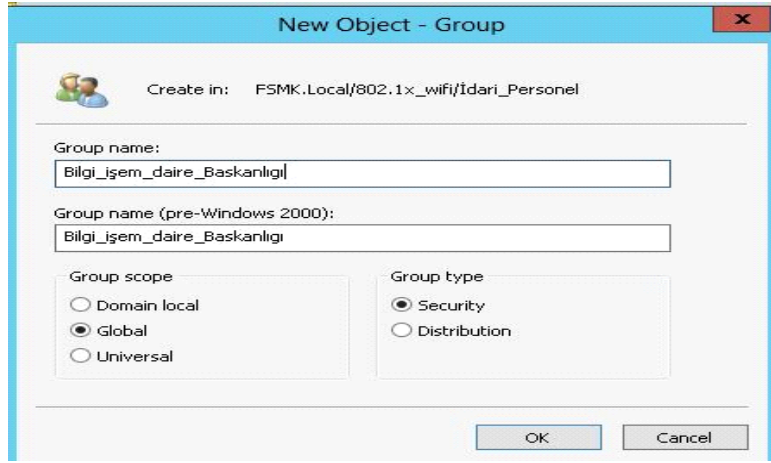 New Object - Group
x
Create in: FSMK.Local/802.1x_wifi/İdari_Personel
Group name:
Bilgi_işem_daire_Baskanlıgı
Group name (pre-Windows 2000):
Bilgi_işem_daire_Baskanlıgı
Group scope
Group type
Domain local
Security
Global
Distribution
Universal
OK
Cancel